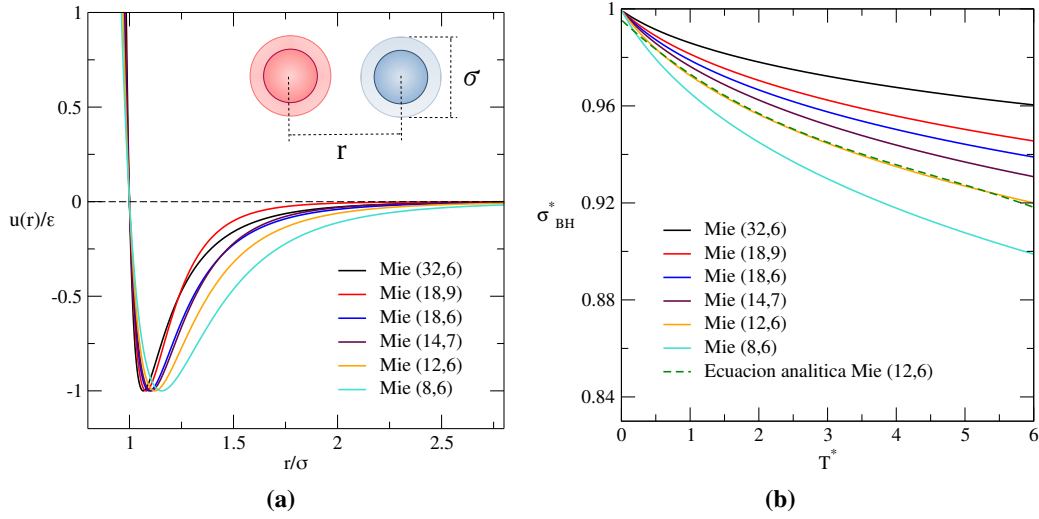 1
0.5
0
-0.5
-1
u(r)/ε
1
1.5
2
2.5
r/σ
r
σ
Mie (32,6)
Mie (18,9)
Mie (18,6)
Mie (14,7)
Mie (12,6)
Mie (8,6)
(a)
1
0.96
0.92
0.88
0.84
σ*BH
0
1
2
3
4
5
6
T*
Mie (32,6)
Mie (18,9)
Mie (18,6)
Mie (14,7)
Mie (12,6)
Mie (8,6)
Ecuacion analitica Mie (12,6)
(b)